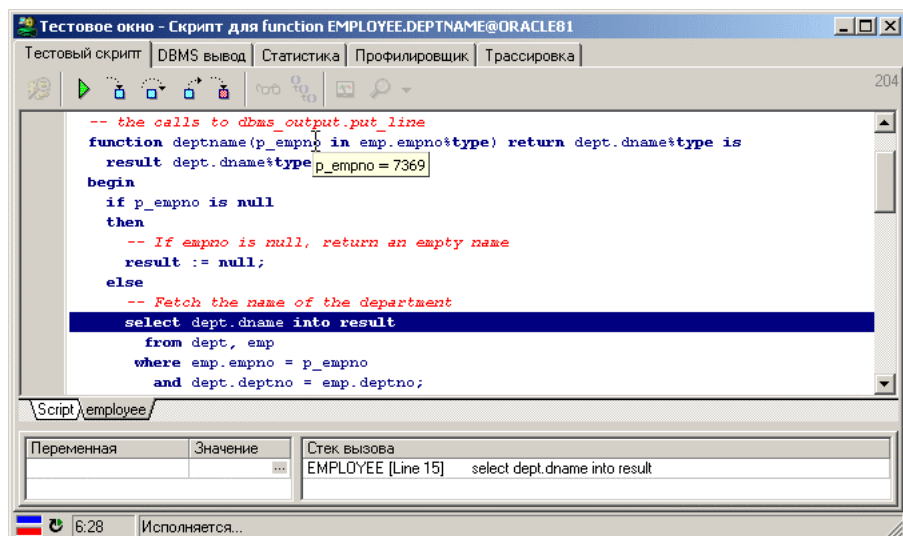 Тестовое окно - Скрипт для function EMPLOYEE.DEPTNAME@ORACLE81
Тестовый скрипт DBMS вывод Статистика Профилировщик Трассировка
204
-- the calls to dbms_output.put_line
function deptname(p_empno in emp.empno%type) return dept.dname%type is
result dept.dname%type
p_empno = 7369
begin
if p_empno is null
then
-- If empno is null, return an empty name
result := null;
else
-- Fetch the name of the department
select dept.dname into result
from dept, emp
where emp.empno = p_empno
and dept.deptno = emp.deptno;
Script employee
Переменная Значение Стек вызова
EMPLOYEE [Line 15] select dept.dname into result
6:28 Исполняется...